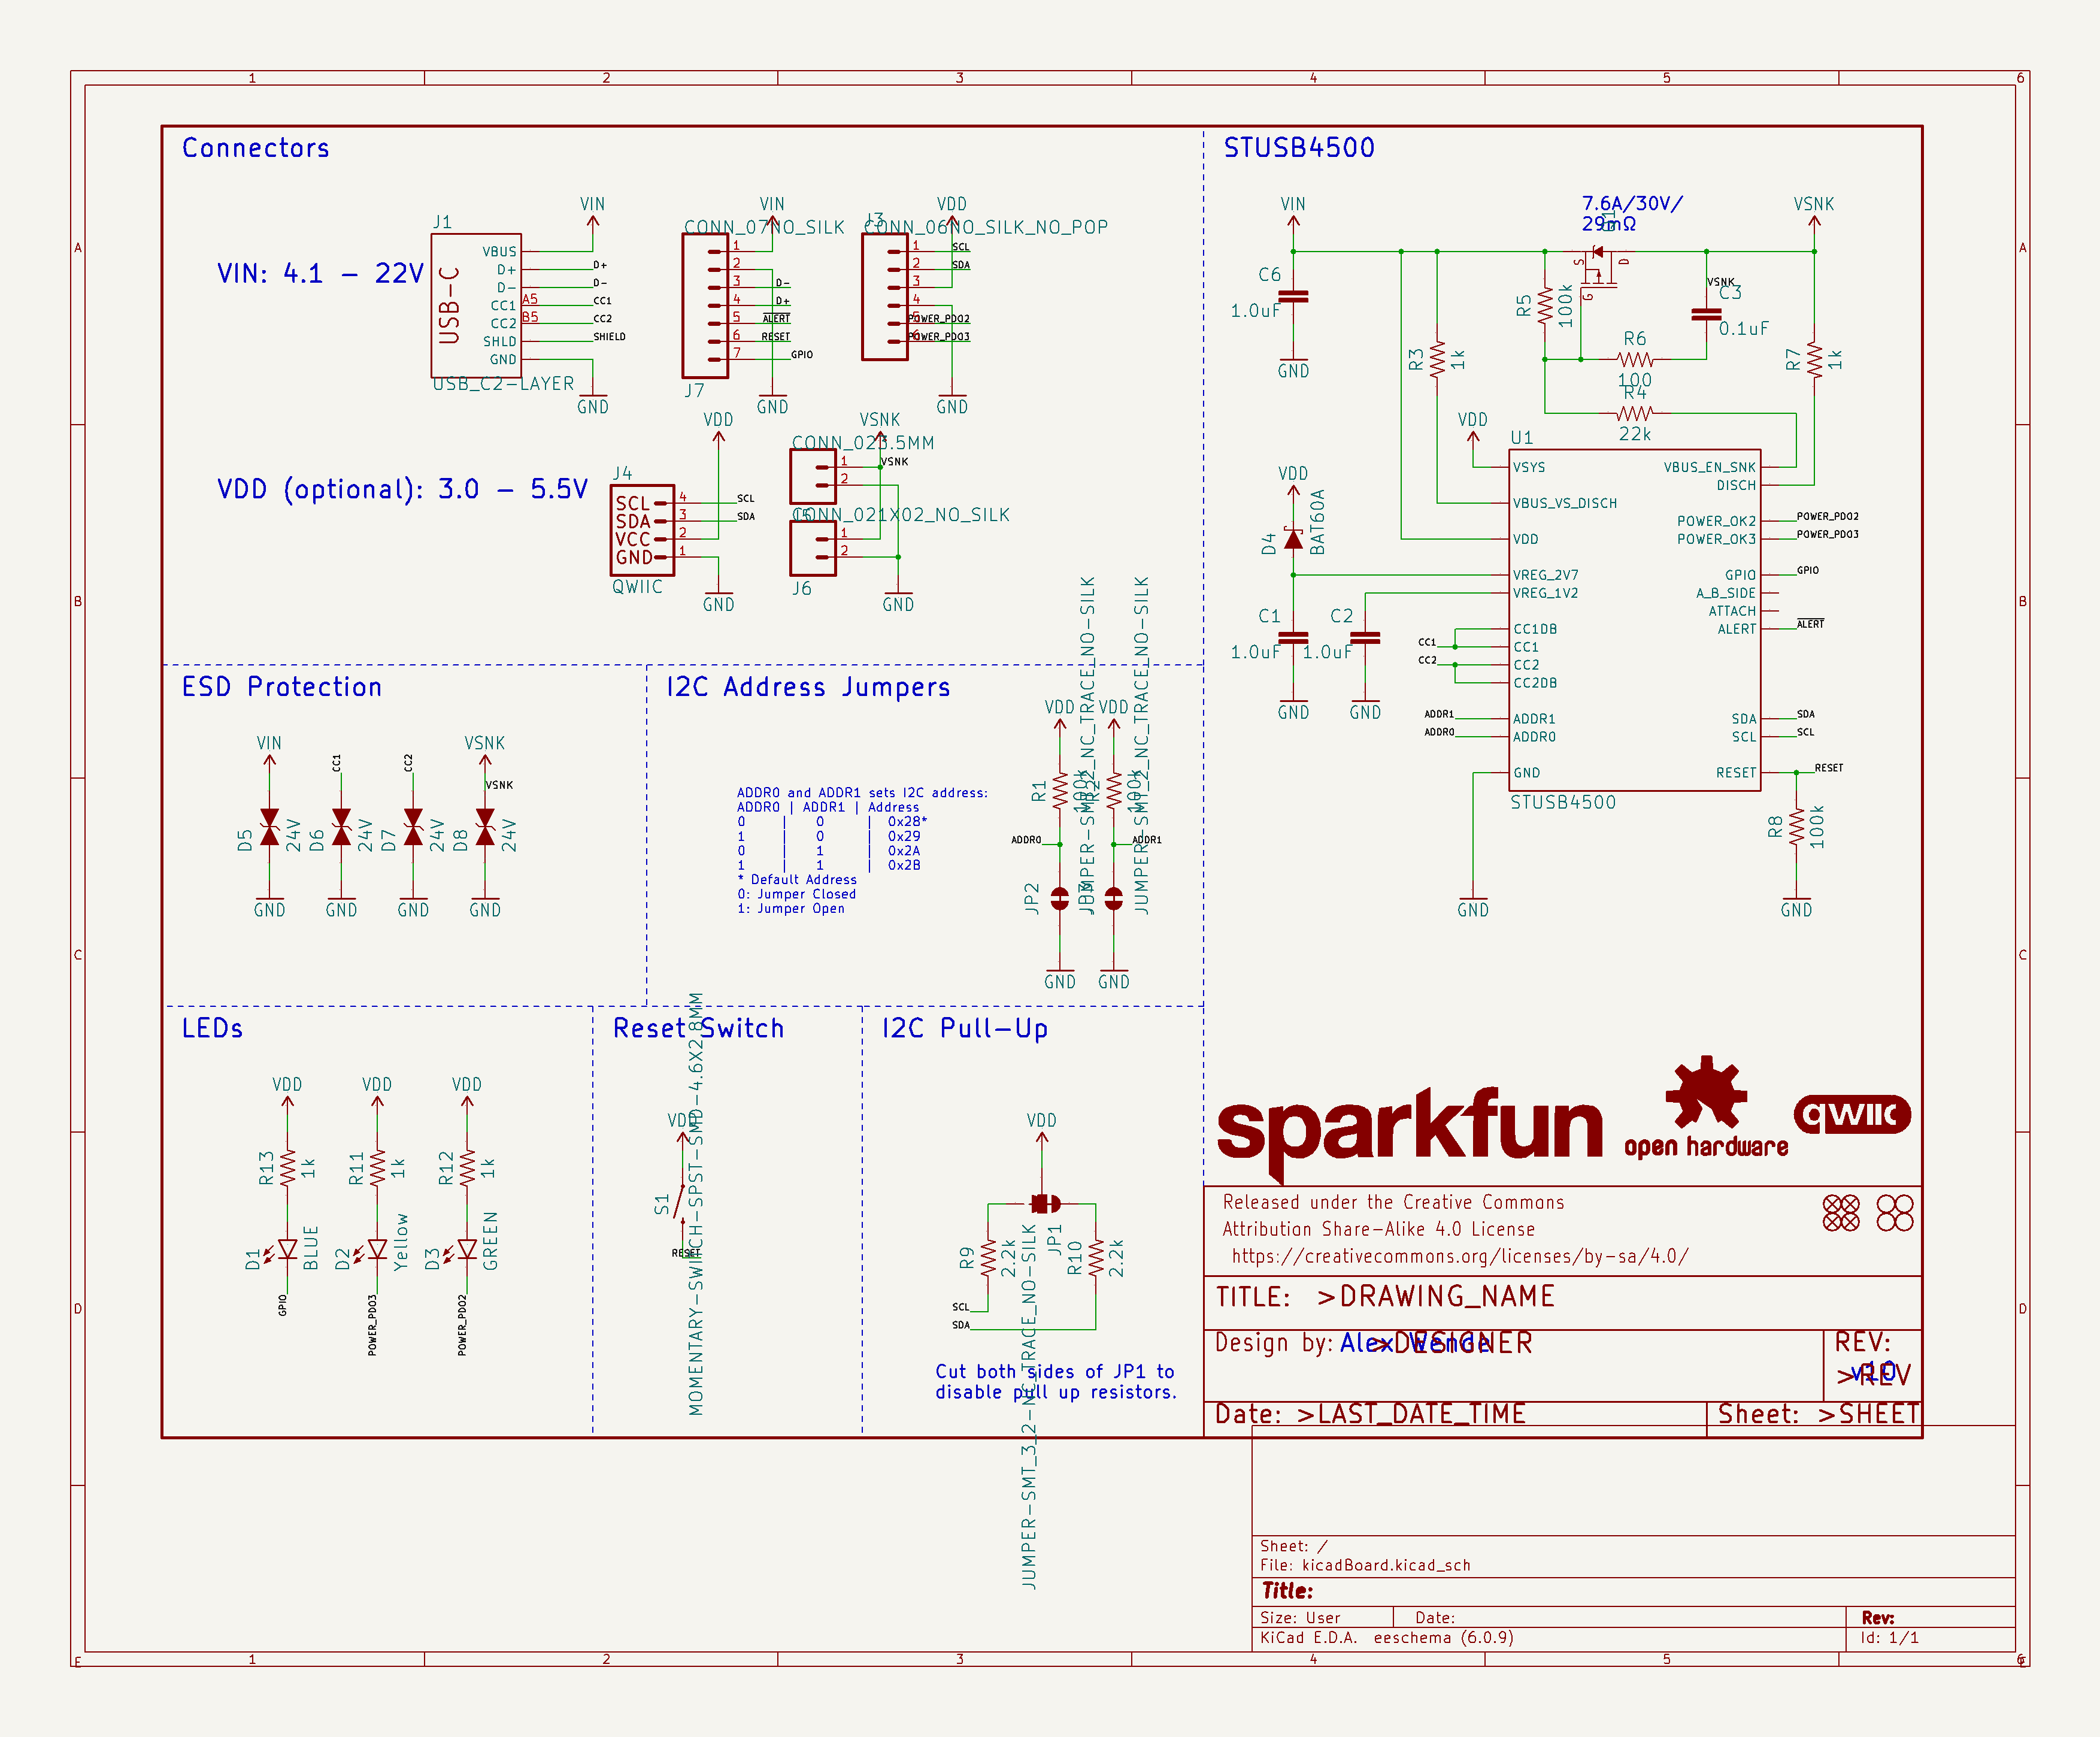 1 2 3 4 5 6
A
B
C
D
E
Connectors
VIN: 4.1 – 22V
J1
USB-C
VBUS
D+
D-
CC1
CC2
SHLD
GND
A5
B5
USB_C2-LAYER
VIN
D+
D-
CC1
CC2
SHIELD
GND
CONN_07NO_SILK
VIN
1
2
3 D-
4 D+
5 ALERT
6 RESET
7 GPIO
J7
GND
J3
CONN_06NO_SILK_NO_POP
VDD
1 SCL
2 SDA
3
4
5 POWER_PDO2
6 POWER_PDO3
GND
VDD (optional): 3.0 – 5.5V
J4
VDD
SCL 4 SCL
SDA 3 SDA
VCC 2
GND 1
QWIIC
GND
VSNK
CONN_023.5MM
1 VSNK
2
J5
CONN_021X02_NO_SILK
1
2
J6
GND
STUSB4500
VIN
C6
1.0uF
GND
7.6A/30V/
29mΩ
Q1
S
D
G
VSNK
R5
100k
VSNK
C3
0.1uF
R6
100
R4
22k
R3
1k
R7
1k
VDD
U1
VSYS
VBUS_VS_DISCH
VDD
VREG_2V7
VREG_1V2
CC1DB
CC1
CC2
CC2DB
ADDR1
ADDR0
GND
VBUS_EN_SNK
DISCH
POWER_OK2
POWER_OK3
GPIO
A_B_SIDE
ATTACH
ALERT
SDA
SCL
RESET
STUSB4500
POWER_PDO2
POWER_PDO3
GPIO
ALERT
SDA
SCL
RESET
VDD
D4
BAT60A
C1
1.0uF
C2
1.0uF
GND
GND
CC1
CC2
ADDR1
ADDR0
GND
R8
100k
GND
ESD Protection
VIN
CC1
CC2
VSNK
VSNK
D5
24V
D6
24V
D7
24V
D8
24V
GND
GND
GND
GND
I2C Address Jumpers
ADDR0 and ADDR1 sets I2C address:
ADDR0 | ADDR1 | Address
0 | 0 | 0x28*
1 | 0 | 0x29
0 | 1 | 0x2A
1 | 1 | 0x2B
* Default Address
0: Jumper Closed
1: Jumper Open
VDD
VDD
R1
100k
R2
100k
ADDR0
ADDR1
JP2
JUMPER-SMT_2_NC_TRACE_NO-SILK
JP3
JUMPER-SMT_2_NC_TRACE_NO-SILK
GND
GND
LEDs
VDD
VDD
VDD
R13
1k
R11
1k
R12
1k
D1
BLUE
D2
Yellow
D3
GREEN
GPIO
POWER_PDO3
POWER_PDO2
Reset Switch
VDD
S1
MOMENTARY-SWITCH-SPST-SMD-4.6X2.8MM
RESET
I2C Pull-Up
VDD
JP1
JUMPER-SMT_3_2-NC_TRACE_NO-SILK
R9
2.2k
R10
2.2k
SCL
SDA
Cut both sides of JP1 to
disable pull up resistors.
sparkfun
open hardware
qwiic
Released under the Creative Commons
Attribution Share-Alike 4.0 License
https://creativecommons.org/licenses/by-sa/4.0/
TITLE: >DRAWING_NAME
Design by: Alex Wende
>DESIGNER
REV:
v10
>REV
Date: >LAST_DATE_TIME
Sheet: >SHEET
Sheet: /
File: kicadBoard.kicad_sch
Title:
Size: User
Date:
Rev:
KiCad E.D.A. eeschema (6.0.9)
Id: 1/1
1 2 3 4 5 6
A
B
C
D
E